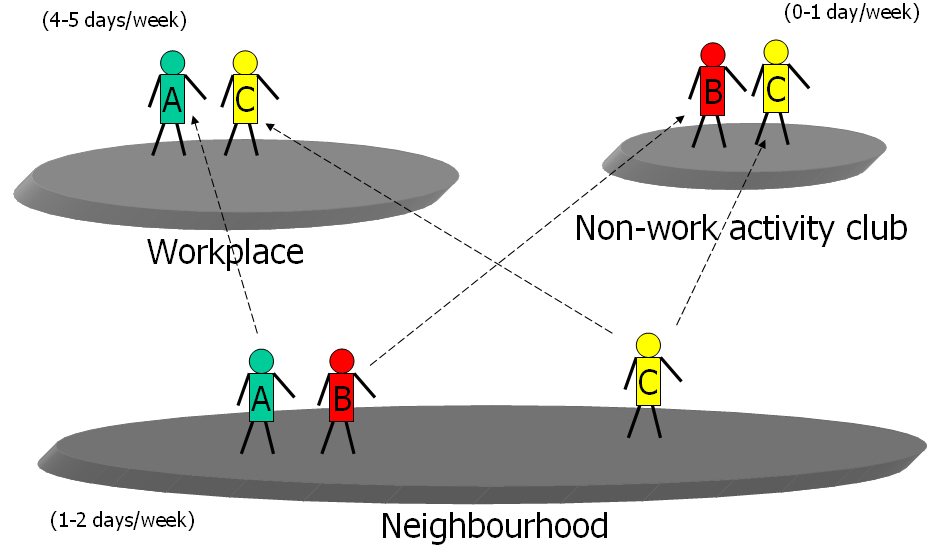 (4-5 days/week)
(0-1 day/week)
A
C
B
C
Workplace
Non-work activity club
A
B
C
(1-2 days/week)
Neighbourhood